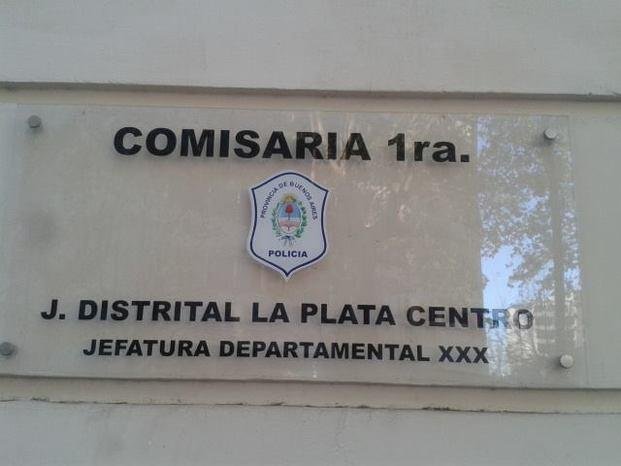 COMISARIA 1ra.
PROVINCIA DE BUENOS AIRES
POLICIA
J. DISTRITAL LA PLATA CENTRO
JEFATURA DEPARTAMENTAL XXX